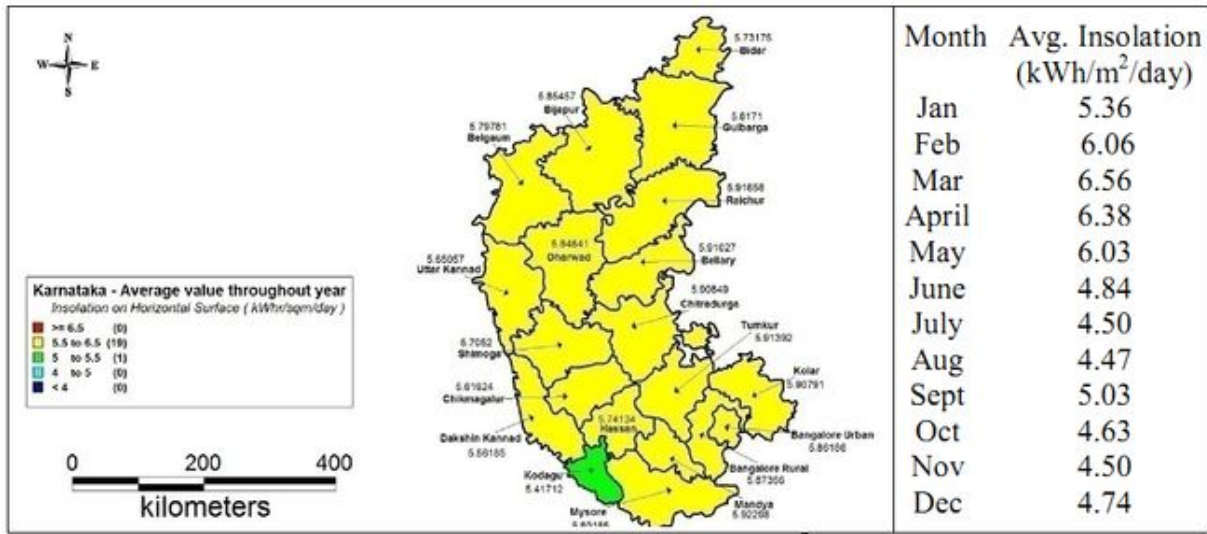 N
W E
S
5.73175
Bidar
5.85457
Bijapur
5.8171
Gulbarga
5.79781
Belgaum
5.91658
Raichur
5.84641
Dharwad
5.91627
Bellary
5.65057
Uttar Kannad
5.90849
Chitradurga
Tumkur
5.91392
5.7052
Shimoga
Kolar
5.90791
5.61624
Chikmagalur
5.74134
Hassan
Dakshin Kannad
5.56185
Bangalore Urban
5.86186
Bangalore Rural
5.87356
Kodagu
5.41712
Mandya
5.92268
Mysore
Karnataka - Average value throughout year
Insolation on Horizontal Surface ( kWhr/sqm/day )
>= 6.5 (0)
5.5 to 6.5 (19)
5 to 5.5 (1)
4 to 5 (0)
< 4 (0)
0 200 400
kilometers
Month Avg. Insolation
(kWh/m²/day)
Jan 5.36
Feb 6.06
Mar 6.56
April 6.38
May 6.03
June 4.84
July 4.50
Aug 4.47
Sept 5.03
Oct 4.63
Nov 4.50
Dec 4.74